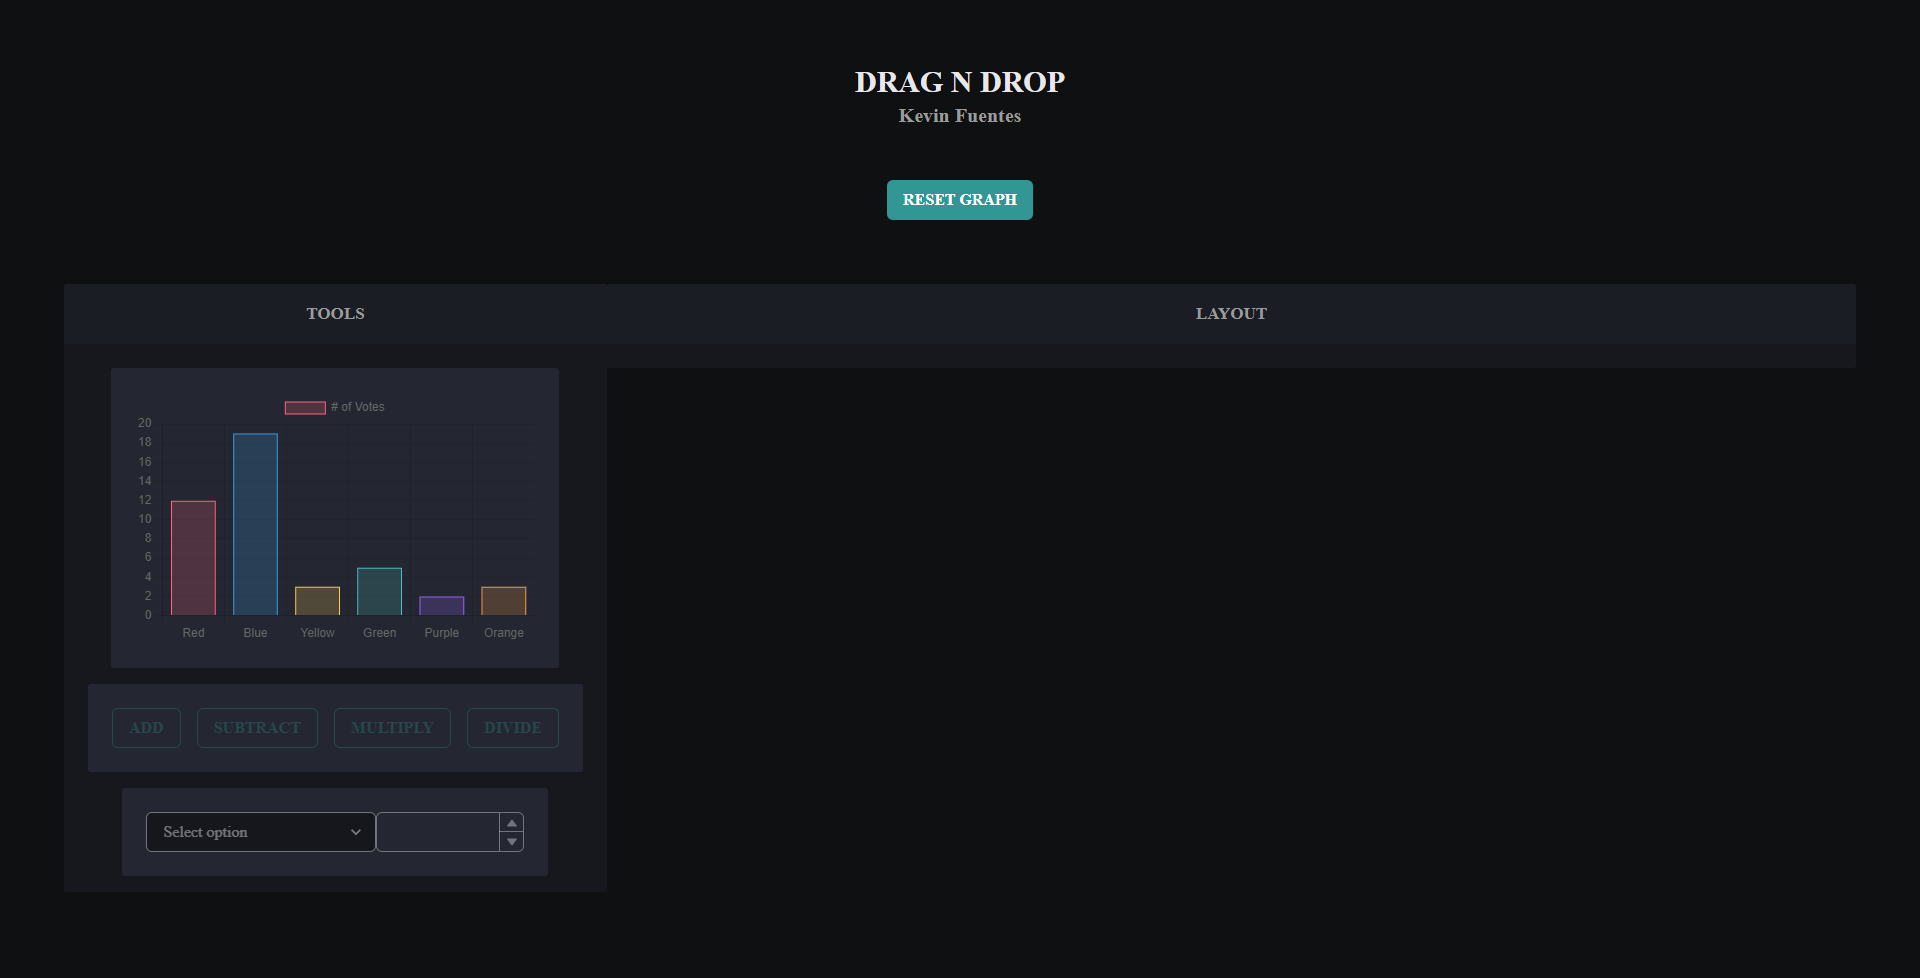 DRAG N DROP
Kevin Fuentes
RESET GRAPH
TOOLS
LAYOUT
# of Votes
20
18
16
14
12
10
8
6
4
2
0
Red Blue Yellow Green Purple Orange
ADD SUBTRACT MULTIPLY DIVIDE
Select option